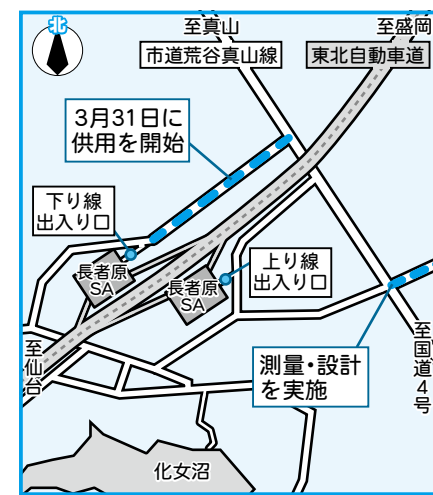 北
至真山
至盛岡
市道荒谷真山線
東北自動車道
3月31日に
供用を開始
下り線
出入り口
長者原
SA
長者原
SA
上り線
出入り口
至仙台
測量・設計
を実施
至国道4号
化女沼